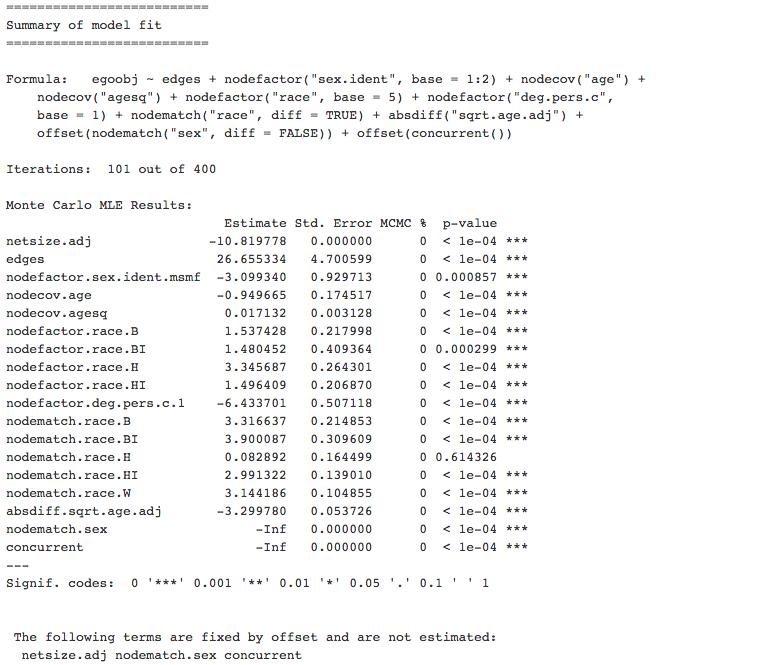 ==========================
Summary of model fit
==========================
Formula:   egoobj ~ edges + nodefactor("sex.ident", base = 1:2) + nodecov("age") +
    nodecov("agesq") + nodefactor("race", base = 5) + nodefactor("deg.pers.c",
    base = 1) + nodematch("race", diff = TRUE) + absdiff("sqrt.age.adj") +
    offset(nodematch("sex", diff = FALSE)) + offset(concurrent())
Iterations:  101 out of 400
Monte Carlo MLE Results:
                            Estimate Std. Error MCMC %  p-value
netsize.adj               -10.819778   0.000000      0  < 1e-04 ***
edges                      26.655334   4.700599      0  < 1e-04 ***
nodefactor.sex.ident.msmf  -3.099340   0.929713      0 0.000857 ***
nodecov.age                -0.949665   0.174517      0  < 1e-04 ***
nodecov.agesq               0.017132   0.003128      0  < 1e-04 ***
nodefactor.race.B           1.537428   0.217998      0  < 1e-04 ***
nodefactor.race.BI          1.480452   0.409364      0 0.000299 ***
nodefactor.race.H           3.345687   0.264301      0  < 1e-04 ***
nodefactor.race.HI          1.496409   0.206870      0  < 1e-04 ***
nodefactor.deg.pers.c.1    -6.433701   0.507118      0  < 1e-04 ***
nodematch.race.B            3.316637   0.214853      0  < 1e-04 ***
nodematch.race.BI           3.900087   0.309609      0  < 1e-04 ***
nodematch.race.H            0.082892   0.164499      0 0.614326
nodematch.race.HI           2.991322   0.139010      0  < 1e-04 ***
nodematch.race.W            3.144186   0.104855      0  < 1e-04 ***
absdiff.sqrt.age.adj       -3.299780   0.053726      0  < 1e-04 ***
nodematch.sex                   -Inf   0.000000      0  < 1e-04 ***
concurrent                      -Inf   0.000000      0  < 1e-04 ***
---
Signif. codes:  0 '***' 0.001 '**' 0.01 '*' 0.05 '.' 0.1 ' ' 1
 The following terms are fixed by offset and are not estimated:
  netsize.adj nodematch.sex concurrent